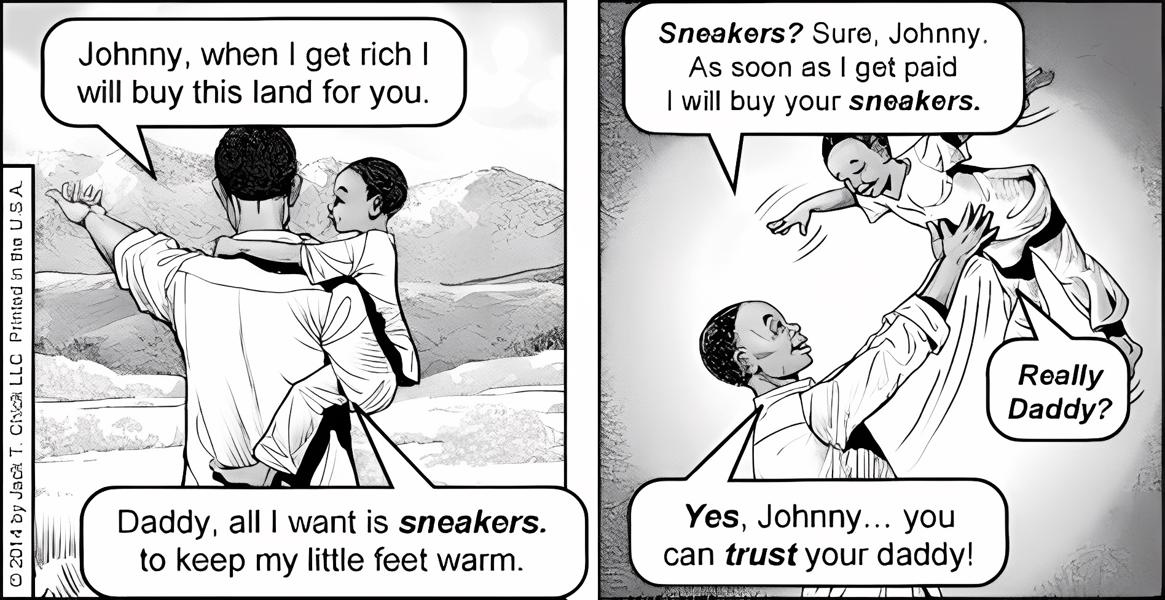 Johnny, when I get rich I
will buy this land for you.
Daddy, all I want is sneakers.
to keep my little feet warm.
© 2014 by Jack T. Chick LLC Printed in the U.S.A.
Sneakers? Sure, Johnny.
As soon as I get paid
I will buy your sneakers.
Really
Daddy?
Yes, Johnny... you
can trust your daddy!